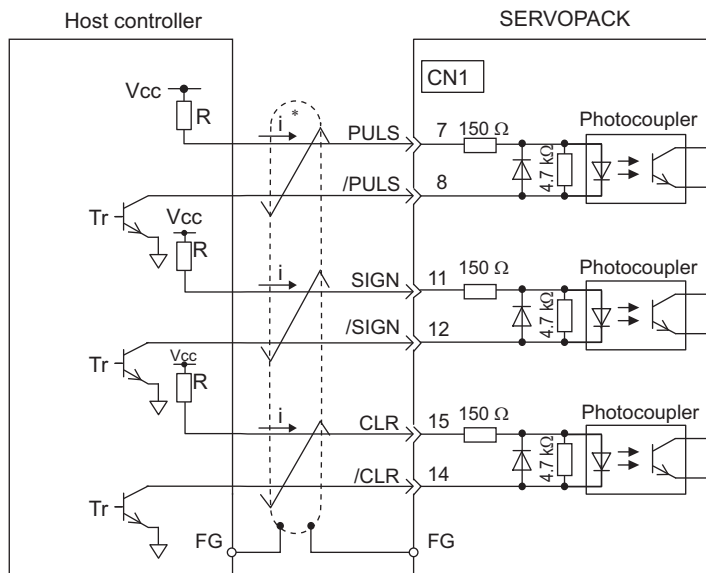 Host controller
SERVOPACK
CN1
Vcc
R
i
*
PULS
7
150 Ω
4.7 kΩ
Photocoupler
/PULS
8
Tr
Vcc
R
i
SIGN
11
150 Ω
4.7 kΩ
Photocoupler
/SIGN
12
Tr
Vcc
R
i
CLR
15
150 Ω
4.7 kΩ
Photocoupler
/CLR
14
Tr
FG
FG